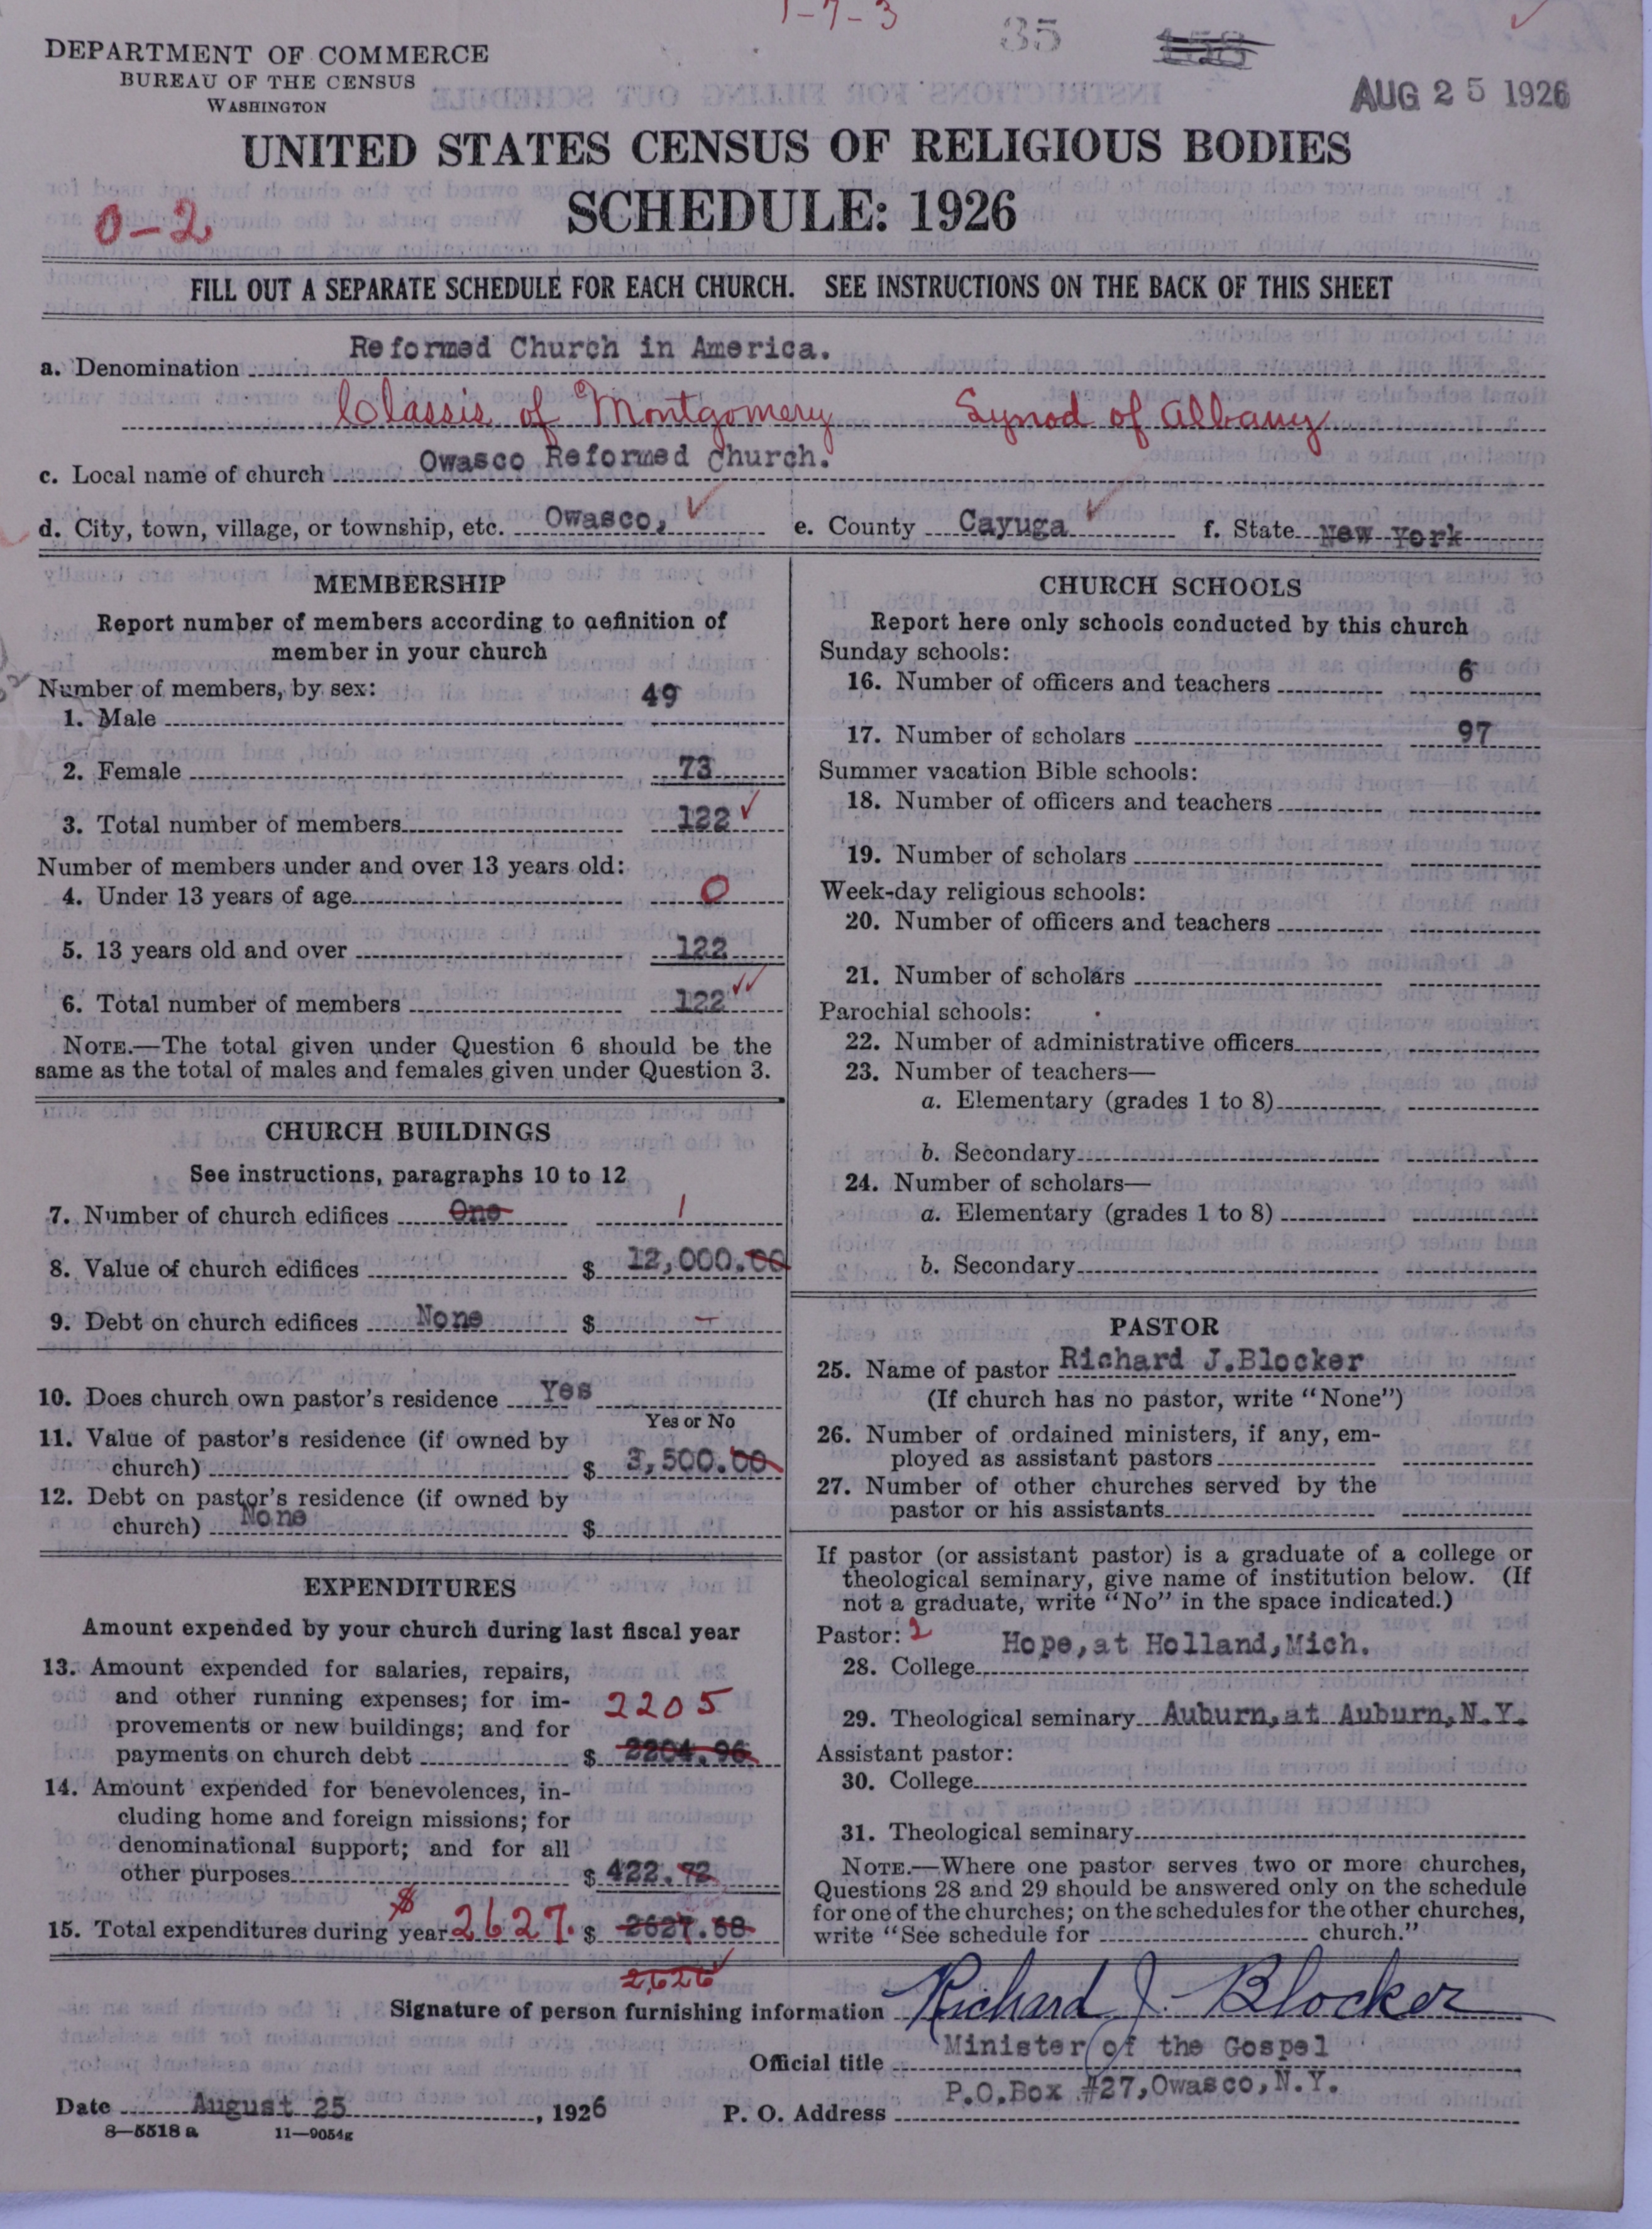 1-7-3
35
AUG 25 1926
DEPARTMENT OF COMMERCE
BUREAU OF THE CENSUS
WASHINGTON
UNITED STATES CENSUS OF RELIGIOUS BODIES
SCHEDULE: 1926
0-2
FILL OUT A SEPARATE SCHEDULE FOR EACH CHURCH. SEE INSTRUCTIONS ON THE BACK OF THIS SHEET
a. Denomination Reformed Church in America.
Classis of Montgomery Synod of Albany
c. Local name of church Owasco Reformed Church.
d. City, town, village, or township, etc. Owasco, e. County Cayuga f. State New York
MEMBERSHIP
Report number of members according to definition of
member in your church
Number of members, by sex:
1. Male 49
2. Female 73
3. Total number of members 122
Number of members under and over 13 years old:
4. Under 13 years of age 0
5. 13 years old and over 122
6. Total number of members 122
NOTE.—The total given under Question 6 should be the
same as the total of males and females given under Question 3.
CHURCH BUILDINGS
See instructions, paragraphs 10 to 12
7. Number of church edifices One 1
8. Value of church edifices $ 12,000.00
9. Debt on church edifices None $ —
10. Does church own pastor's residence Yes
Yes or No
11. Value of pastor's residence (if owned by
church) $ 3,500.00
12. Debt on pastor's residence (if owned by
church) None $
EXPENDITURES
Amount expended by your church during last fiscal year
13. Amount expended for salaries, repairs,
and other running expenses; for im-
provements or new buildings; and for 2205
payments on church debt $ 2204.96
14. Amount expended for benevolences, in-
cluding home and foreign missions; for
denominational support; and for all
other purposes $ 422.72
15. Total expenditures during year $ 2627. $ 2627.68
2626
CHURCH SCHOOLS
Report here only schools conducted by this church
Sunday schools:
16. Number of officers and teachers 6
17. Number of scholars 97
Summer vacation Bible schools:
18. Number of officers and teachers
19. Number of scholars
Week-day religious schools:
20. Number of officers and teachers
21. Number of scholars
Parochial schools:
22. Number of administrative officers
23. Number of teachers—
a. Elementary (grades 1 to 8)
b. Secondary
24. Number of scholars—
a. Elementary (grades 1 to 8)
b. Secondary
PASTOR
25. Name of pastor Richard J.Blocker
(If church has no pastor, write "None")
26. Number of ordained ministers, if any, em-
ployed as assistant pastors
27. Number of other churches served by the
pastor or his assistants
If pastor (or assistant pastor) is a graduate of a college or
theological seminary, give name of institution below. (If
not a graduate, write "No" in the space indicated.)
Pastor: 2
28. College Hope,at Holland,Mich.
29. Theological seminary Auburn,at Auburn,N.Y.
Assistant pastor:
30. College
31. Theological seminary
NOTE.—Where one pastor serves two or more churches,
Questions 28 and 29 should be answered only on the schedule
for one of the churches; on the schedules for the other churches,
write "See schedule for church."
Signature of person furnishing information Richard J. Blocker
Official title Minister of the Gospel
Date August 25, 1926 P. O. Address P.O.Box #27,Owasco,N.Y.
8—5518a 11—9054g